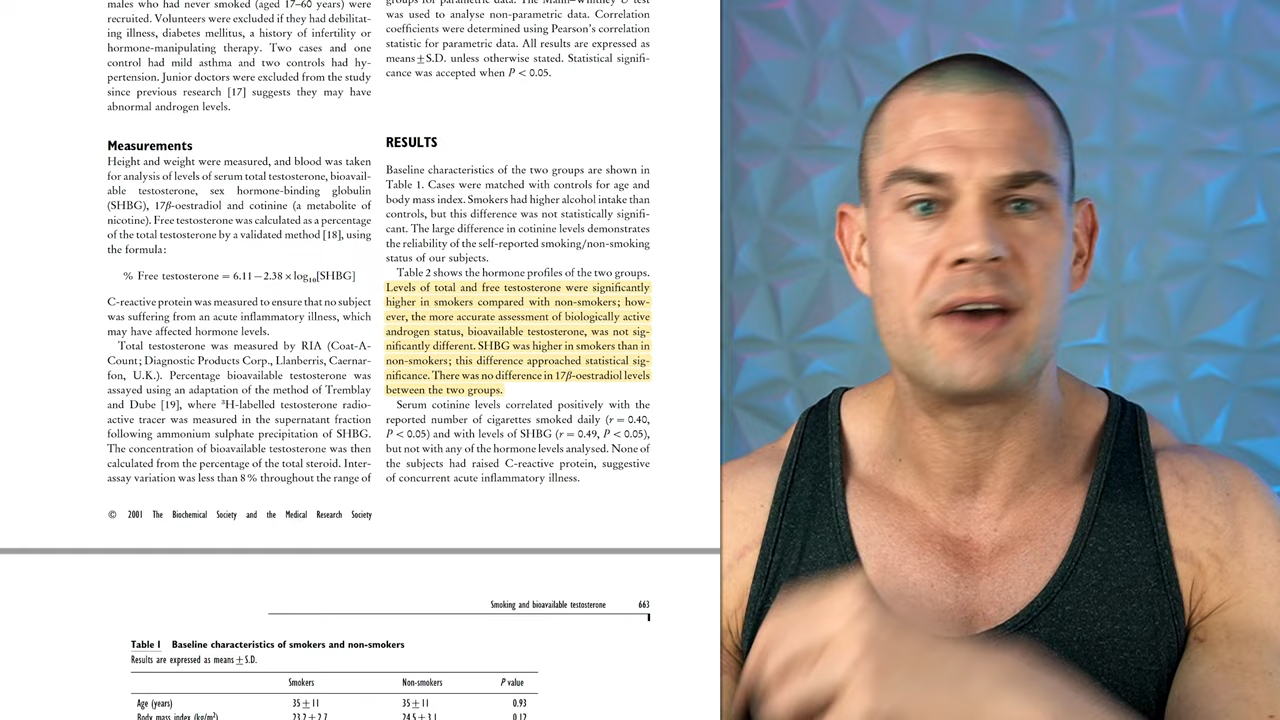 males who had never smoked (aged 17–60 years) were
recruited. Volunteers were excluded if they had debilitat-
ing illness, diabetes mellitus, a history of infertility or
hormone-manipulating therapy. Two cases and one
control had mild asthma and two controls had hy-
pertension. Junior doctors were excluded from the study
since previous research [17] suggests they may have
abnormal androgen levels.
Measurements
Height and weight were measured, and blood was taken
for analysis of levels of serum total testosterone, bioavail-
able testosterone, sex hormone-binding globulin
(SHBG), 17β-oestradiol and cotinine (a metabolite of
nicotine). Free testosterone was calculated as a percentage
of the total testosterone by a validated method [18], using
the formula:
% Free testosterone = 6.11−2.38×log₁₀[SHBG]
C-reactive protein was measured to ensure that no subject
was suffering from an acute inflammatory illness, which
may have affected hormone levels.
Total testosterone was measured by RIA (Coat-A-
Count; Diagnostic Products Corp., Llanberris, Caernar-
fon, U.K.). Percentage bioavailable testosterone was
assayed using an adaptation of the method of Tremblay
and Dube [19], where ³H-labelled testosterone radio-
active tracer was measured in the supernatant fraction
following ammonium sulphate precipitation of SHBG.
The concentration of bioavailable testosterone was then
calculated from the percentage of the total steroid. Inter-
assay variation was less than 8% throughout the range of
groups for parametric data. The Mann–Whitney U test
was used to analyse non-parametric data. Correlation
coefficients were determined using Pearson's correlation
statistic for parametric data. All results are expressed as
means±S.D. unless otherwise stated. Statistical signifi-
cance was accepted when P < 0.05.
RESULTS
Baseline characteristics of the two groups are shown in
Table 1. Cases were matched with controls for age and
body mass index. Smokers had higher alcohol intake than
controls, but this difference was not statistically signifi-
cant. The large difference in cotinine levels demonstrates
the reliability of the self-reported smoking/non-smoking
status of our subjects.
Table 2 shows the hormone profiles of the two groups.
Levels of total and free testosterone were significantly
higher in smokers compared with non-smokers; how-
ever, the more accurate assessment of biologically active
androgen status, bioavailable testosterone, was not sig-
nificantly different. SHBG was higher in smokers than in
non-smokers; this difference approached statistical sig-
nificance. There was no difference in 17β-oestradiol levels
between the two groups.
Serum cotinine levels correlated positively with the
reported number of cigarettes smoked daily (r = 0.40,
P < 0.05) and with levels of SHBG (r = 0.49, P < 0.05),
but not with any of the hormone levels analysed. None of
the subjects had raised C-reactive protein, suggestive
of concurrent acute inflammatory illness.
© 2001 The Biochemical Society and the Medical Research Society
Smoking and bioavailable testosterone 663
Table 1 Baseline characteristics of smokers and non-smokers
Results are expressed as means ± S.D.
Smokers Non-smokers P value
Age (years) 35±11 35±11 0.93
Body mass index (kg/m²) 23.2±2.7 24.5±3.1 0.12